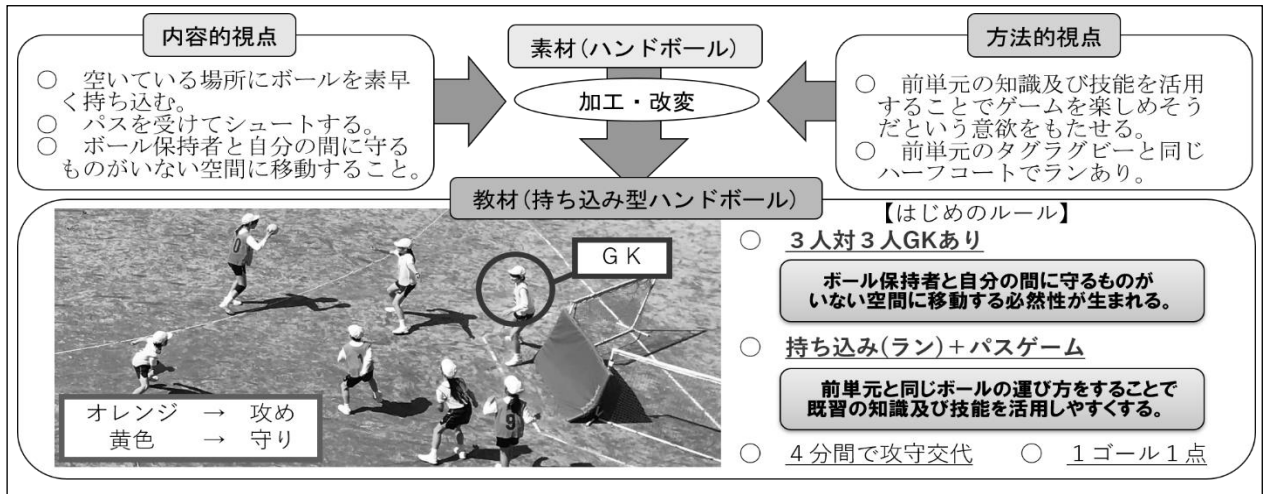 内容的視点
○ 空いている場所にボールを素早
く持ち込む。
○ パスを受けてシュートする。
○ ボール保持者と自分の間に守る
ものがいない空間に移動すること。
素材(ハンドボール)
加工・改変
方法的視点
○ 前単元の知識及び技能を活用
することでゲームを楽しめそう
だという意欲をもたせる。
○ 前単元のタグラグビーと同じ
ハーフコートでランあり。
教材(持ち込み型ハンドボール)
GK
9
オレンジ → 攻め
黄色 → 守り
【はじめのルール】
○ 3人対3人GKあり
ボール保持者と自分の間に守るものが
いない空間に移動する必然性が生まれる。
○ 持ち込み(ラン)+パスゲーム
前単元と同じボールの運び方をすることで
既習の知識及び技能を活用しやすくする。
○ 4分間で攻守交代 ○ 1ゴール1点